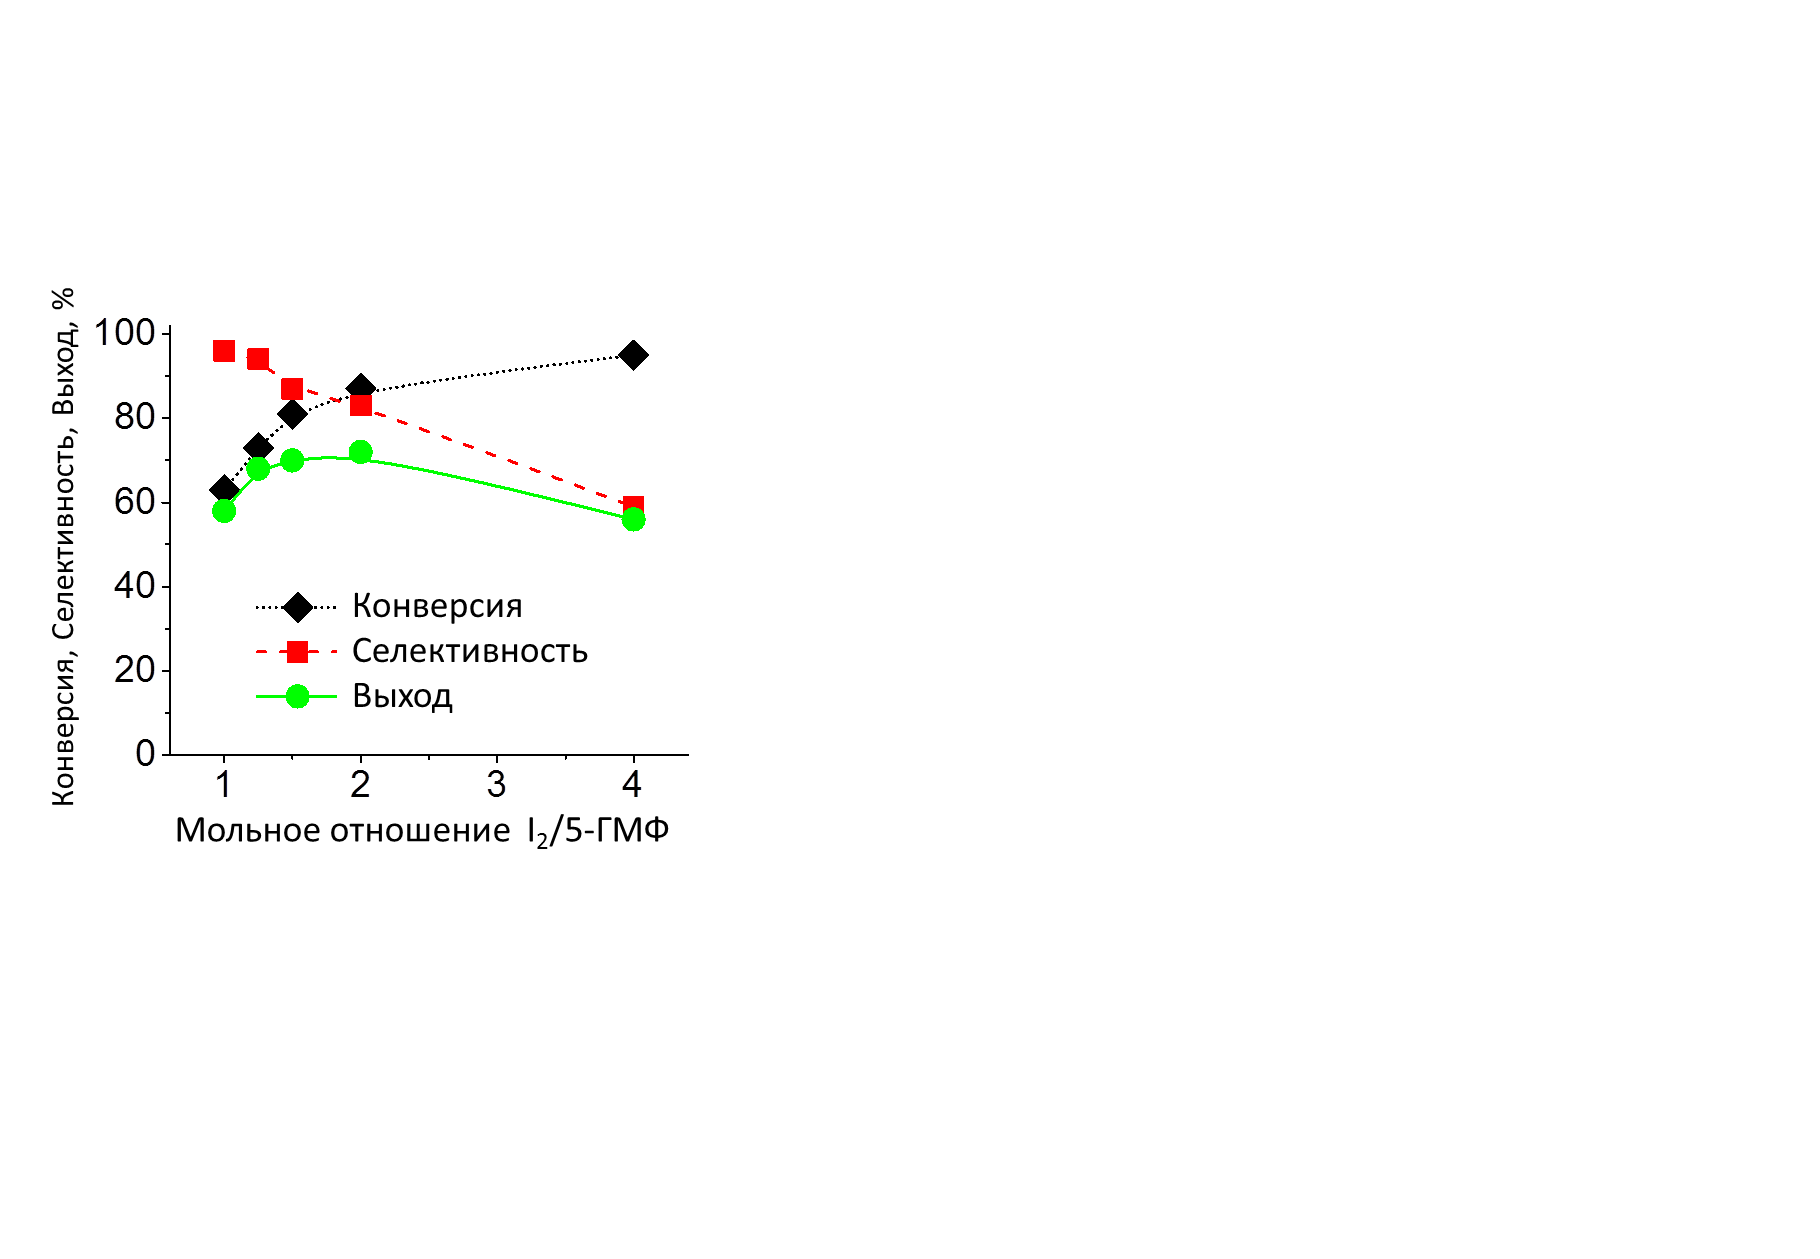 Конверсия, Селективность, Выход, %
100
80
60
40
20
0
Конверсия
Селективность
Выход
1 2 3 4
Мольное отношение I₂/5-ГМФ